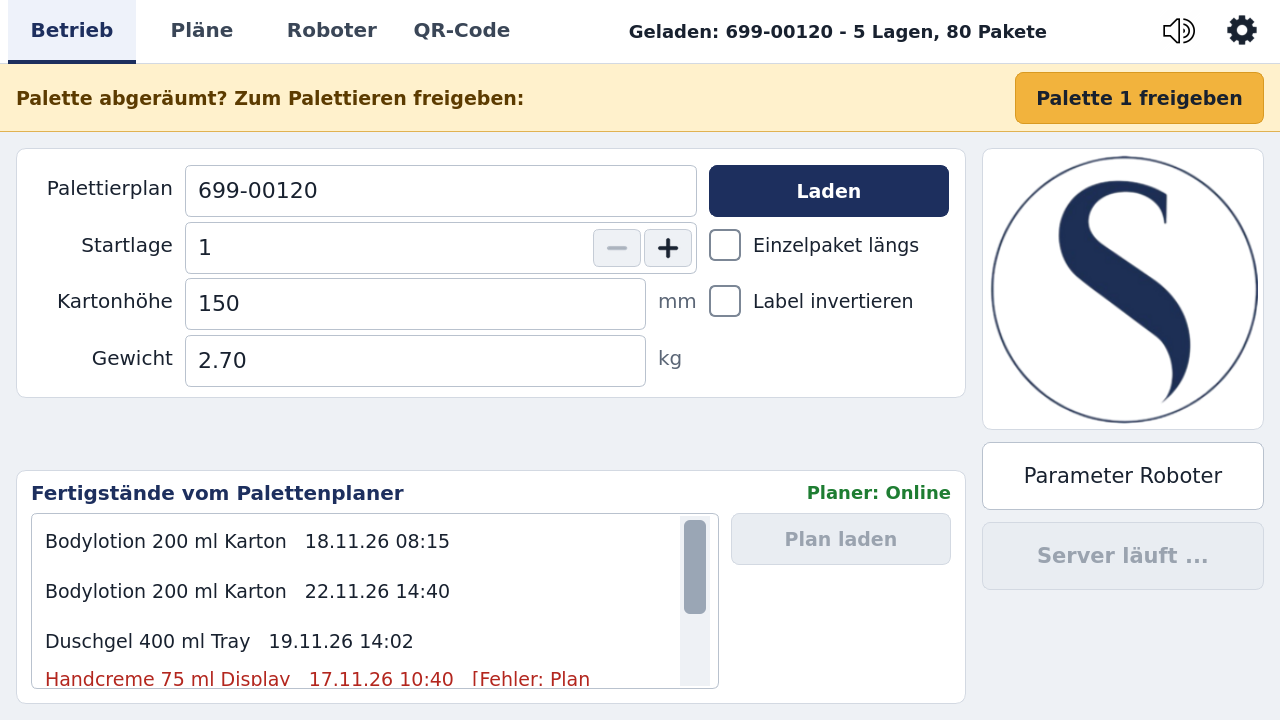 Betrieb Pläne Roboter QR-Code Geladen: 699-00120 - 5 Lagen, 80 Pakete
Palette abgeräumt? Zum Palettieren freigeben: Palette 1 freigeben
Palettierplan 699-00120 Laden
Startlage 1 Einzelpaket längs
Kartonhöhe 150 mm Label invertieren
Gewicht 2.70 kg
Parameter Roboter
Fertigstände vom Palettenplaner Planer: Online
Bodylotion 200 ml Karton 18.11.26 08:15 Plan laden
Server läuft ...
Bodylotion 200 ml Karton 22.11.26 14:40
Duschgel 400 ml Tray 19.11.26 14:02
Handcreme 75 ml Display 17.11.26 10:40 [Fehler: Plan